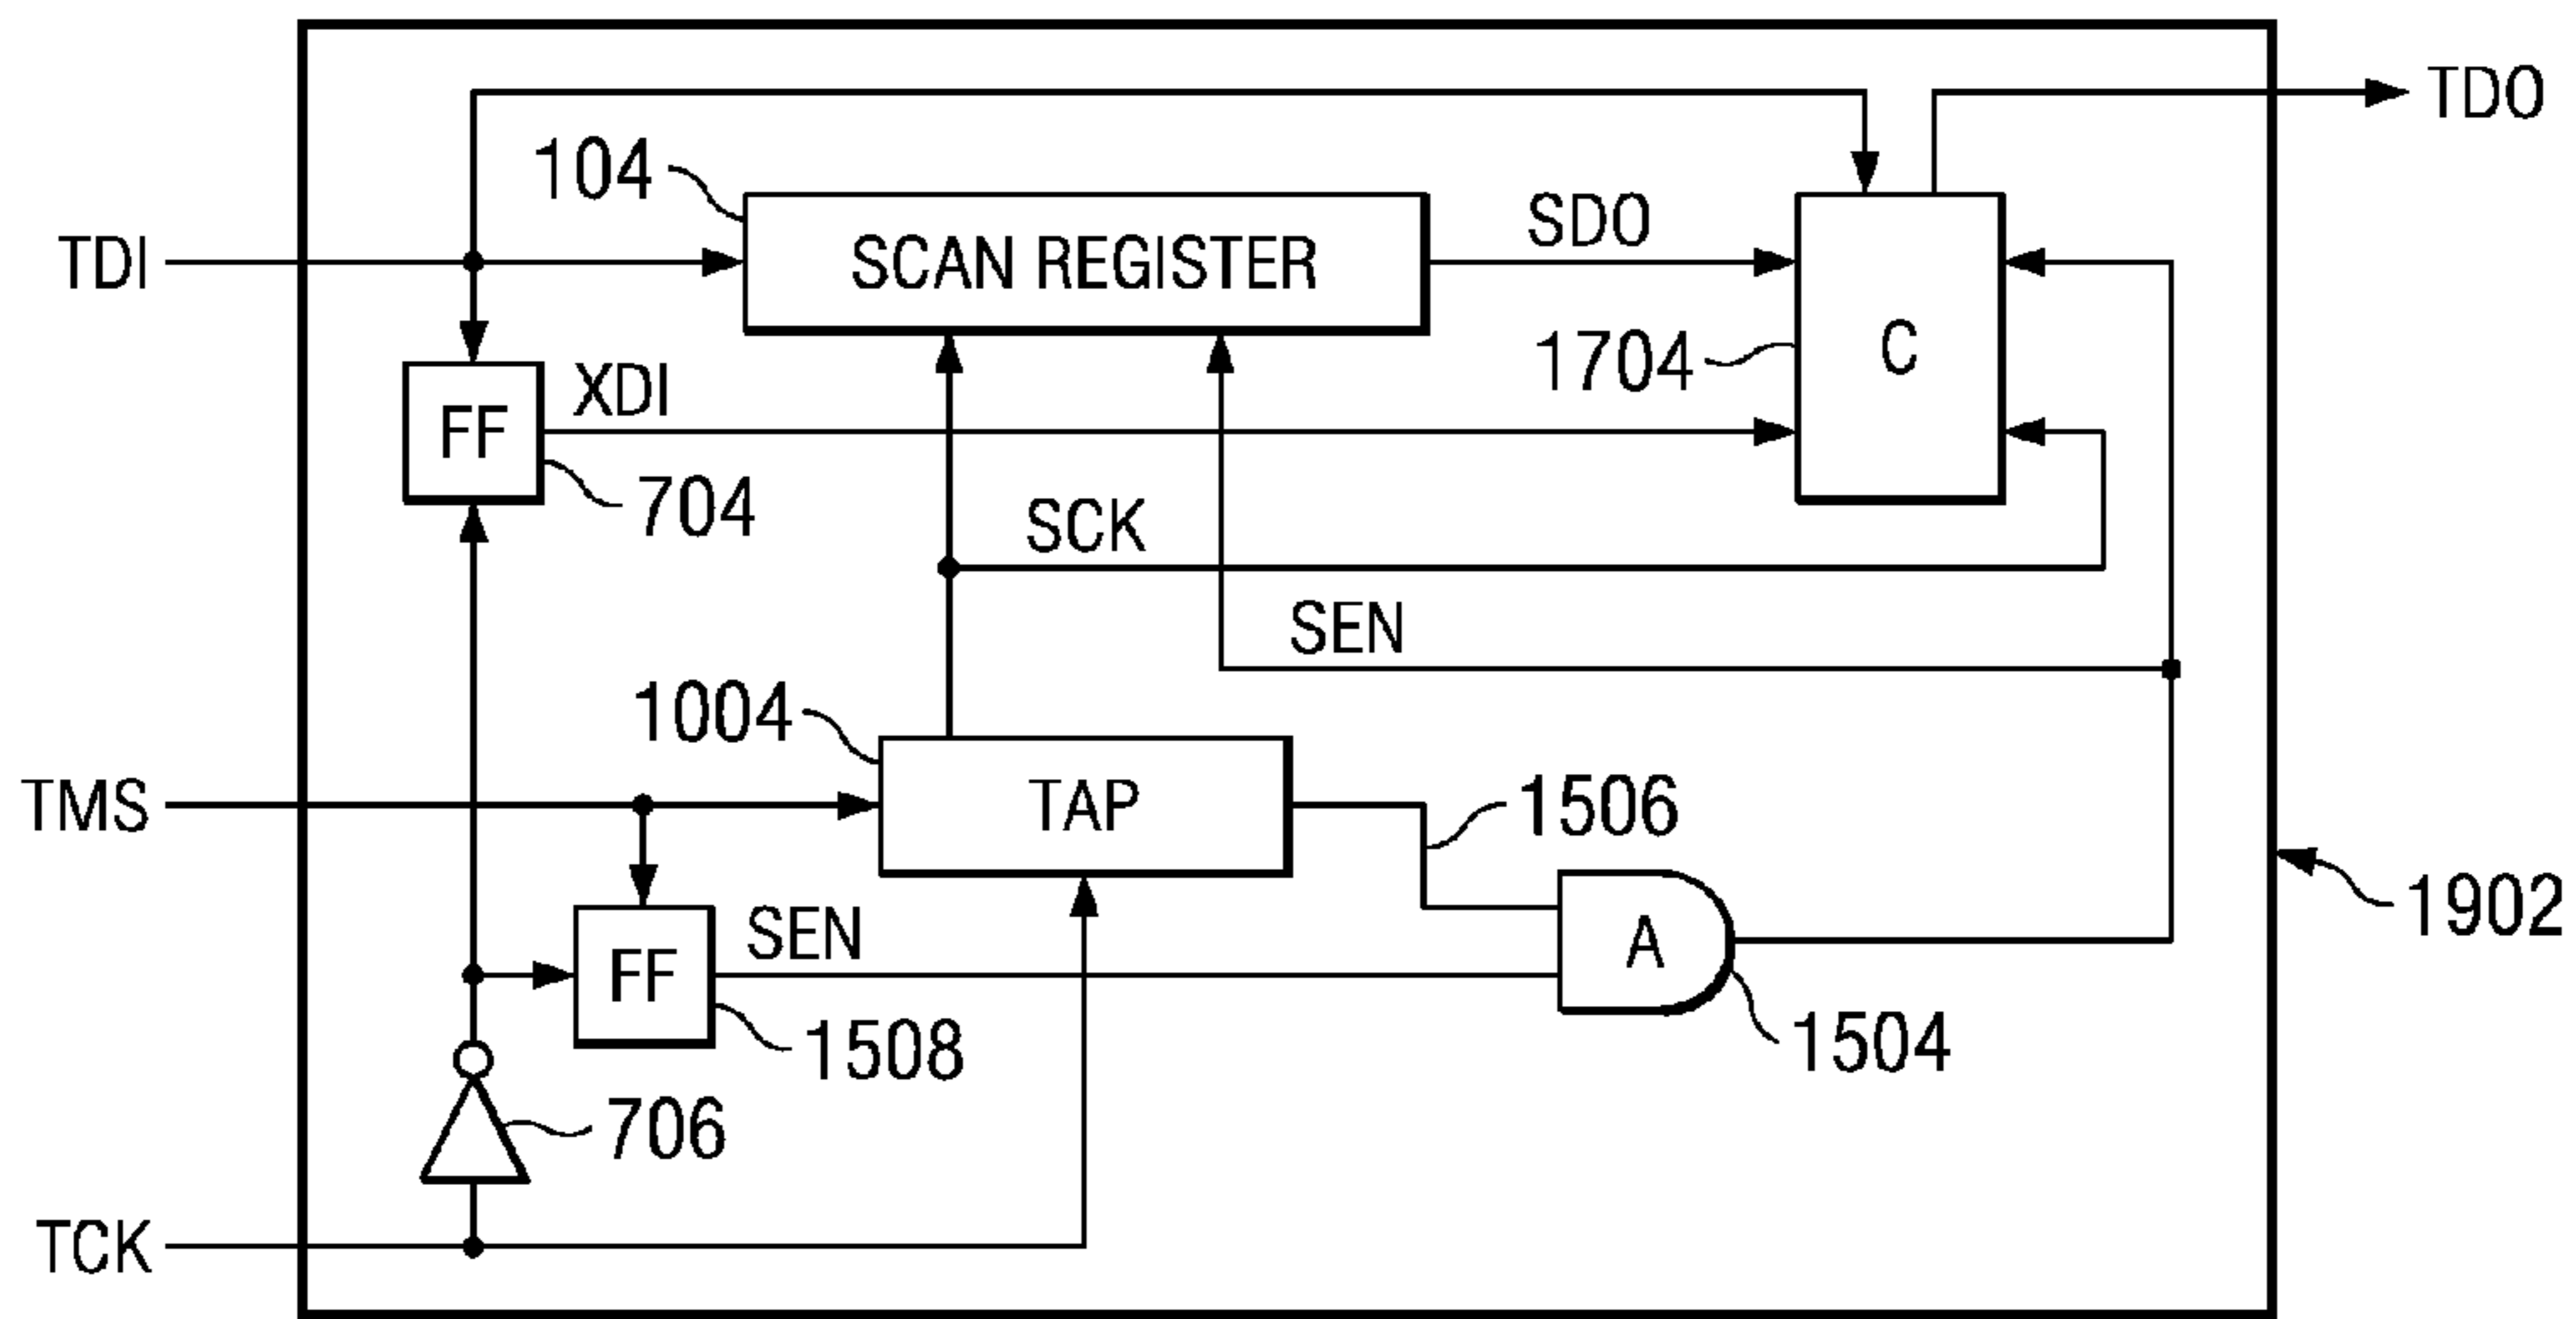 TDO
104
SDO
TDI
SCAN REGISTER
1704
C
XDI
FF
704
SCK
SEN
1004
TMS
TAP
1506
1902
SEN
A
FF
1508
1504
706
TCK